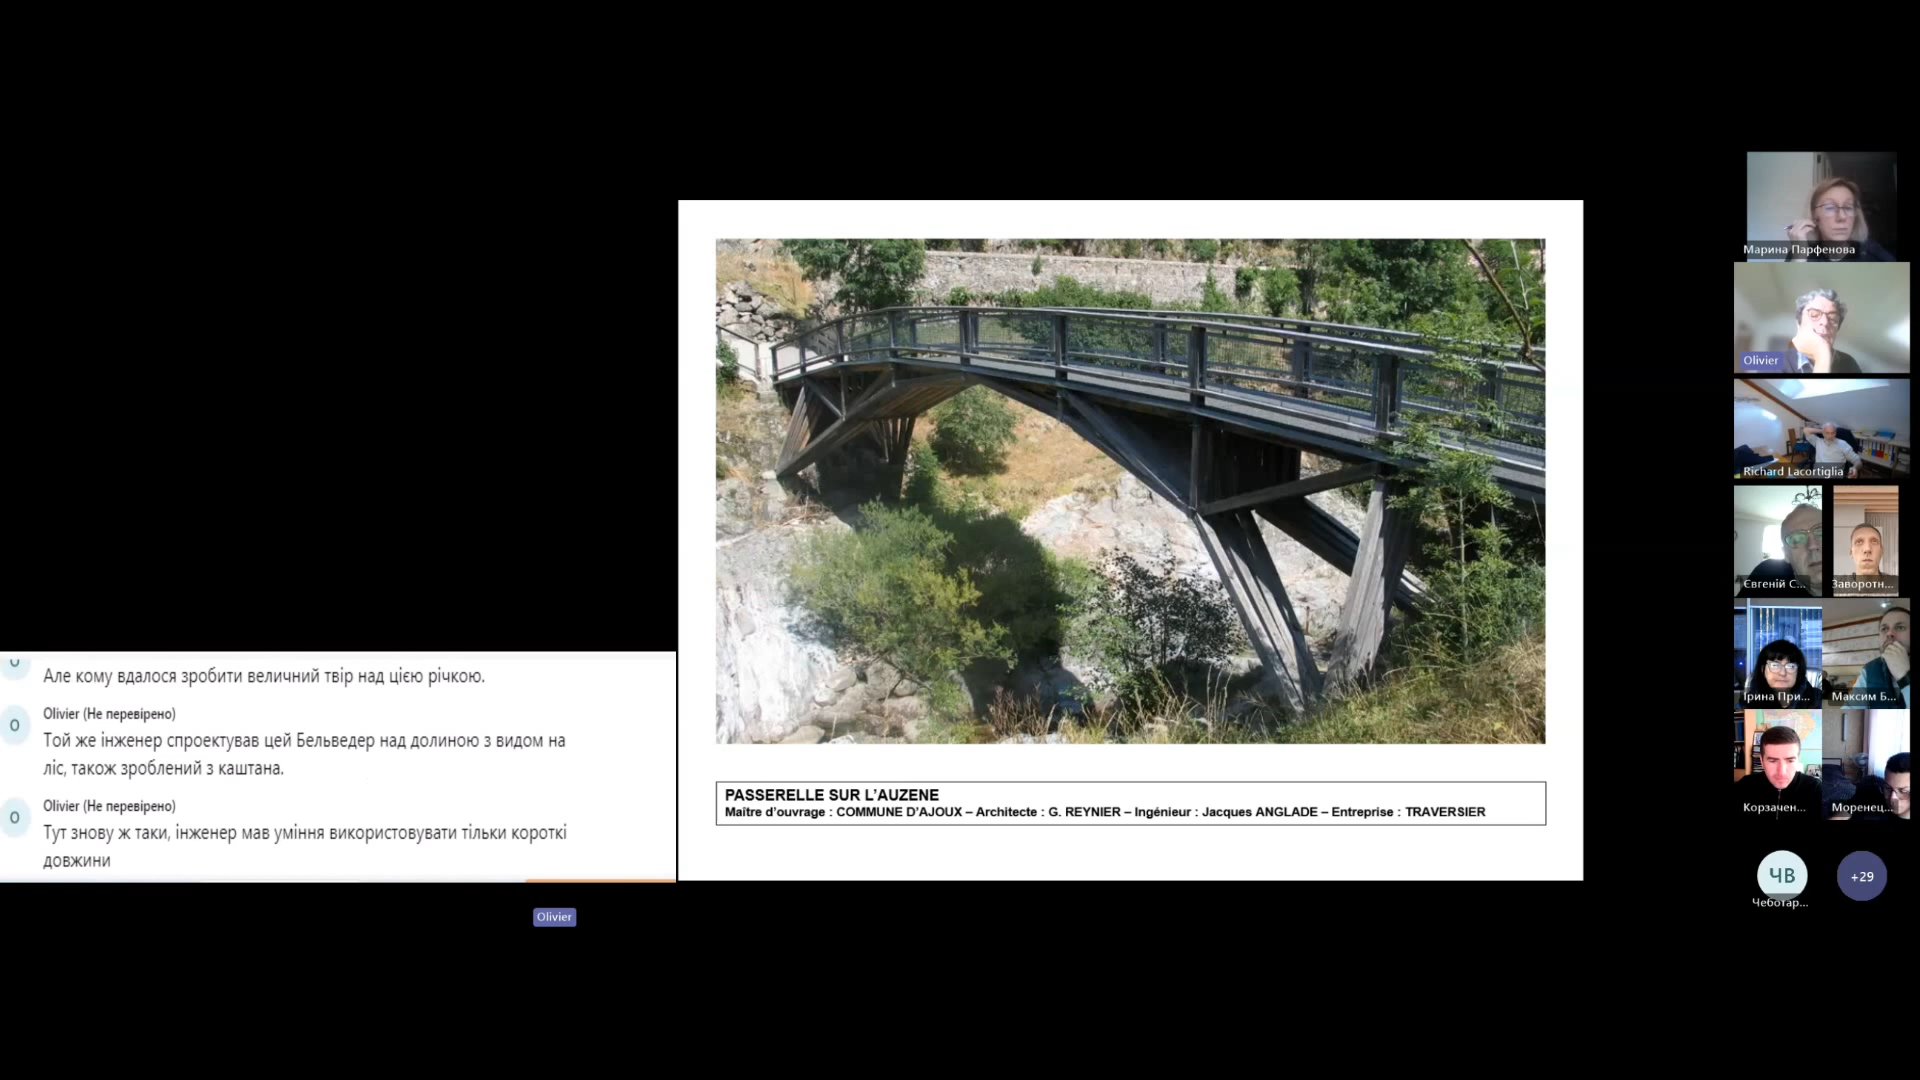 Але кому вдалося зробити величний твір над цією річкою.
Olivier (Не перевірено)
Той же інженер спроектував цей Бельведер над долиною з видом на
ліс, також зроблений з каштана.
Olivier (Не перевірено)
Тут знову ж таки, інженер мав уміння використовувати тільки короткі
довжини
O
O
Olivier
PASSERELLE SUR L'AUZENE
Maître d'ouvrage : COMMUNE D'AJOUX – Architecte : G. REYNIER – Ingénieur : Jacques ANGLADE – Entreprise : TRAVERSIER
Марина Парфенова
Olivier
Richard Lacortiglia
Євгеній С...
Заворотн...
Ірина При...
Максим Б...
Корзачен...
Моренец...
ЧВ
Чеботар...
+29